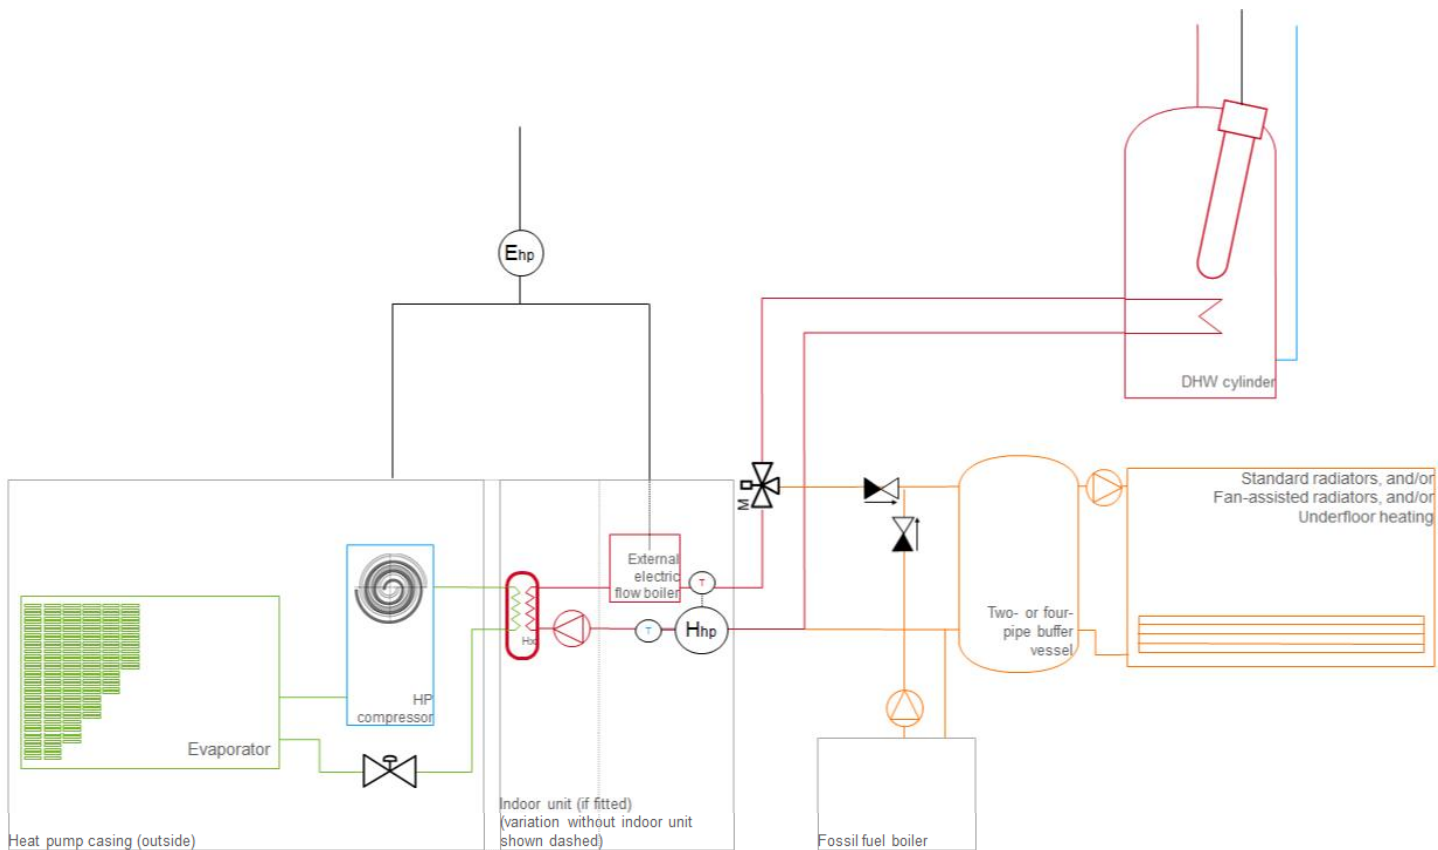 Ehp
DHW cylinder
M
Standard radiators, and/or
Fan-assisted radiators, and/or
Underfloor heating
External
electric
flow boiler
T
Hx
T
Hhp
Two- or four-
pipe buffer
vessel
HP
compressor
Evaporator
Indoor unit (if fitted)
(variation without indoor unit
shown dashed)
Heat pump casing (outside)
Fossil fuel boiler